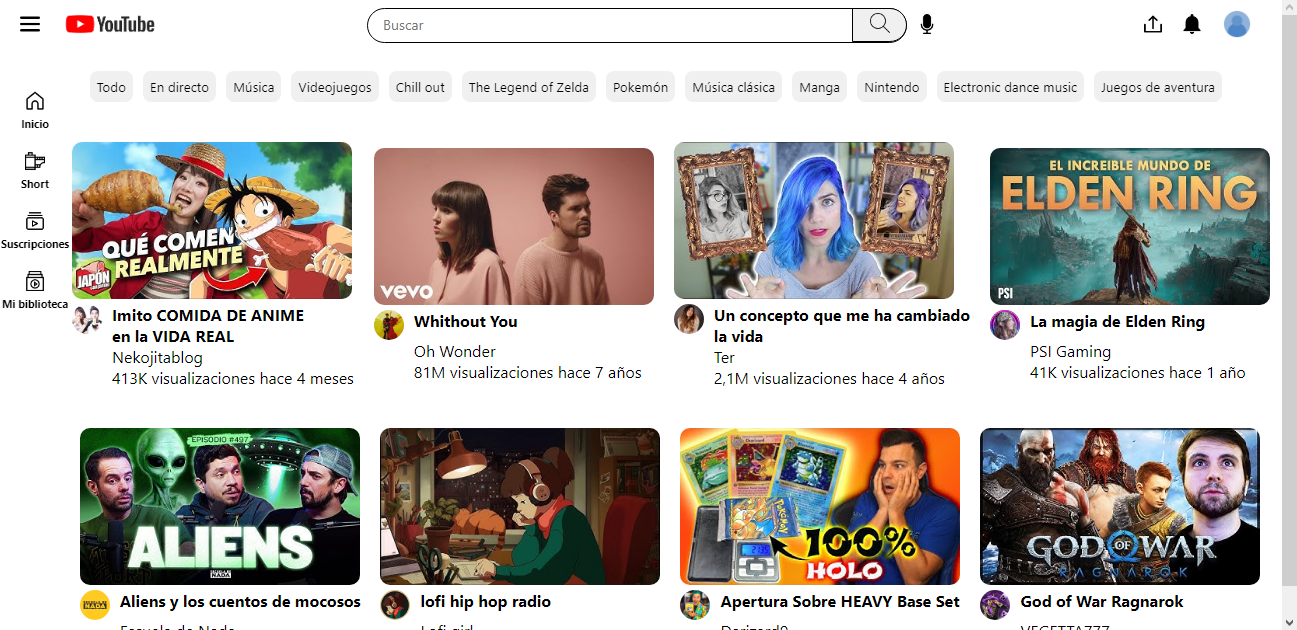 YouTube
Buscar
Todo
En directo
Música
Videojuegos
Chill out
The Legend of Zelda
Pokemón
Música clásica
Manga
Nintendo
Electronic dance music
Juegos de aventura
Inicio
Short
Suscripciones
Mi biblioteca
QUÉ COMEN
REALMENTE
JAPÓN
vevo
EL INCREIBLE MUNDO DE
ELDEN RING
PSI
Imito COMIDA DE ANIME
en la VIDA REAL
Nekojitablog
413K visualizaciones hace 4 meses
Whithout You
Oh Wonder
81M visualizaciones hace 7 años
Un concepto que me ha cambiado
la vida
Ter
2,1M visualizaciones hace 4 años
La magia de Elden Ring
PSI Gaming
41K visualizaciones hace 1 año
EPISODIO #497
ALIENS
100%
HOLO
GOD OF WAR
RAGNAROK
NADA
Aliens y los cuentos de mocosos
lofi hip hop radio
Apertura Sobre HEAVY Base Set
God of War Ragnarok